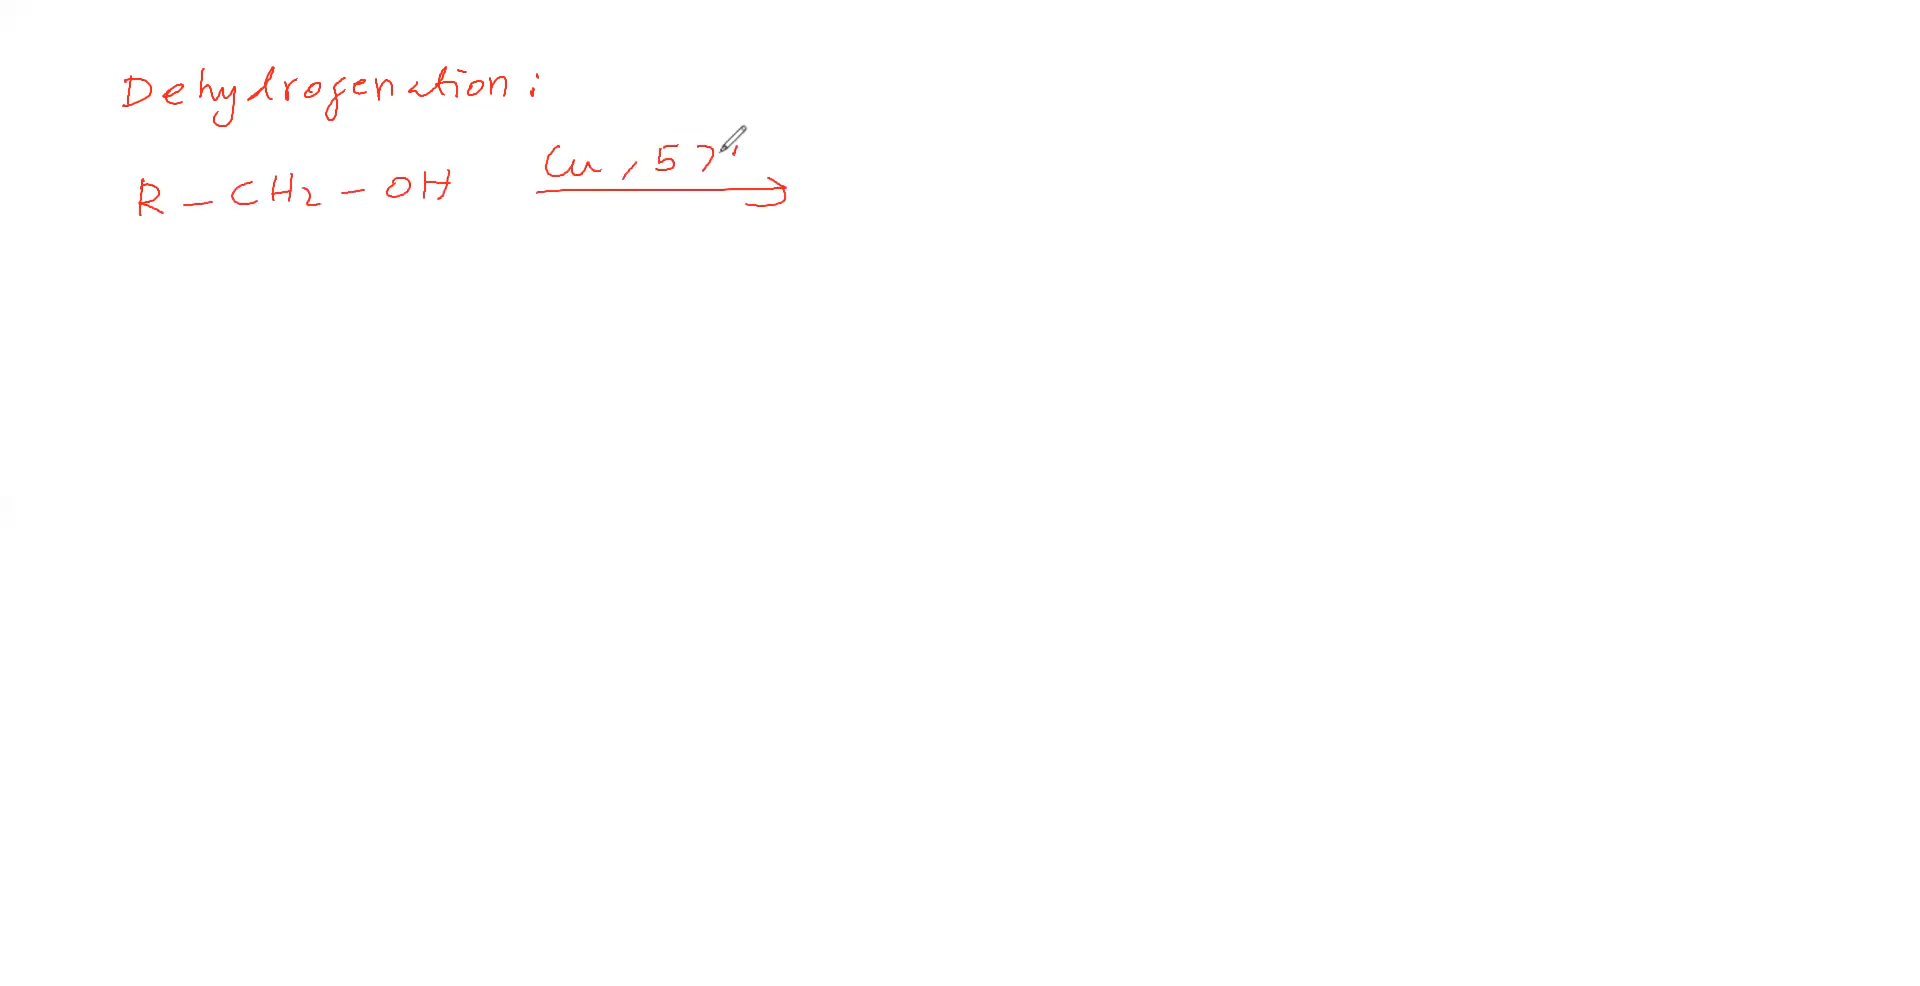 Dehydrogenation:
R - CH2 - OH Cu, 57